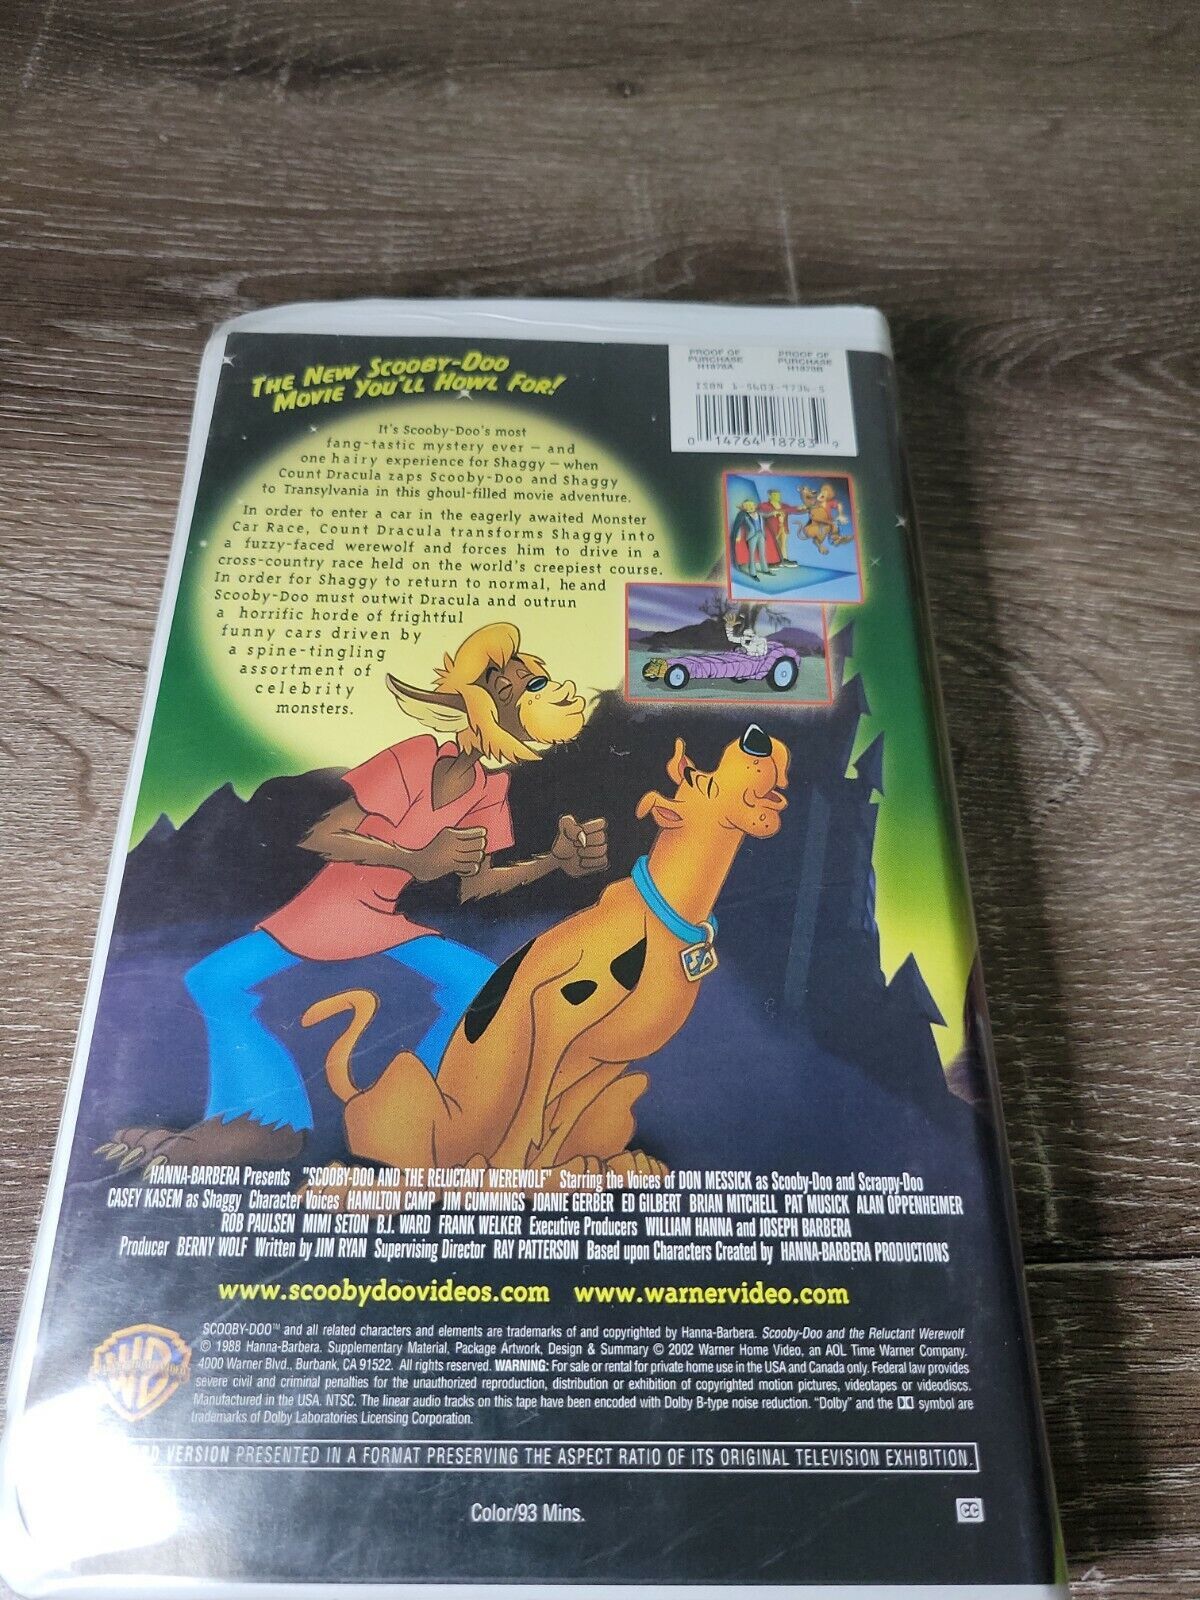 THE NEW SCOOBY-DOO
MOVIE YOU'LL HOWL FOR!
PROOF OF PURCHASE H1878A
PROOF OF PURCHASE H1878B
ISBN 1-5603-9736-5
0 14764 18783 9
It's Scooby-Doo's most
fang-tastic mystery ever – and
one hairy experience for Shaggy – when
Count Dracula zaps Scooby-Doo and Shaggy
to Transylvania in this ghoul-filled movie adventure.
In order to enter a car in the eagerly awaited Monster
Car Race, Count Dracula transforms Shaggy into
a fuzzy-faced werewolf and forces him to drive in a
cross-country race held on the world's creepiest course.
In order for Shaggy to return to normal, he and
Scooby-Doo must outwit Dracula and outrun
a horrific horde of frightful
funny cars driven by
a spine-tingling
assortment of
celebrity
monsters.
HANNA-BARBERA Presents "SCOOBY-DOO AND THE RELUCTANT WEREWOLF" Starring the Voices of DON MESSICK as Scooby-Doo and Scrappy-Doo
CASEY KASEM as Shaggy Character Voices HAMILTON CAMP JIM CUMMINGS JOANIE GERBER ED GILBERT BRIAN MITCHELL PAT MUSICK ALAN OPPENHEIMER
ROB PAULSEN MIMI SETON B.J. WARD FRANK WELKER Executive Producers WILLIAM HANNA and JOSEPH BARBERA
Producer BERNY WOLF Written by JIM RYAN Supervising Director RAY PATTERSON Based upon Characters Created by HANNA-BARBERA PRODUCTIONS
www.scoobydoovideos.com www.warnervideo.com
SCOOBY-DOO™ and all related characters and elements are trademarks of and copyrighted by Hanna-Barbera. Scooby-Doo and the Reluctant Werewolf
© 1988 Hanna-Barbera. Supplementary Material, Package Artwork, Design & Summary © 2002 Warner Home Video, an AOL Time Warner Company.
4000 Warner Blvd., Burbank, CA 91522. All rights reserved. WARNING: For sale or rental for private home use in the USA and Canada only. Federal law provides
severe civil and criminal penalties for the unauthorized reproduction, distribution or exhibition of copyrighted motion pictures, videotapes or videodiscs.
Manufactured in the USA. NTSC. The linear audio tracks on this tape have been encoded with Dolby B-type noise reduction. "Dolby" and the DD symbol are
trademarks of Dolby Laboratories Licensing Corporation.
VERSION PRESENTED IN A FORMAT PRESERVING THE ASPECT RATIO OF ITS ORIGINAL TELEVISION EXHIBITION.
Color/93 Mins.
CC